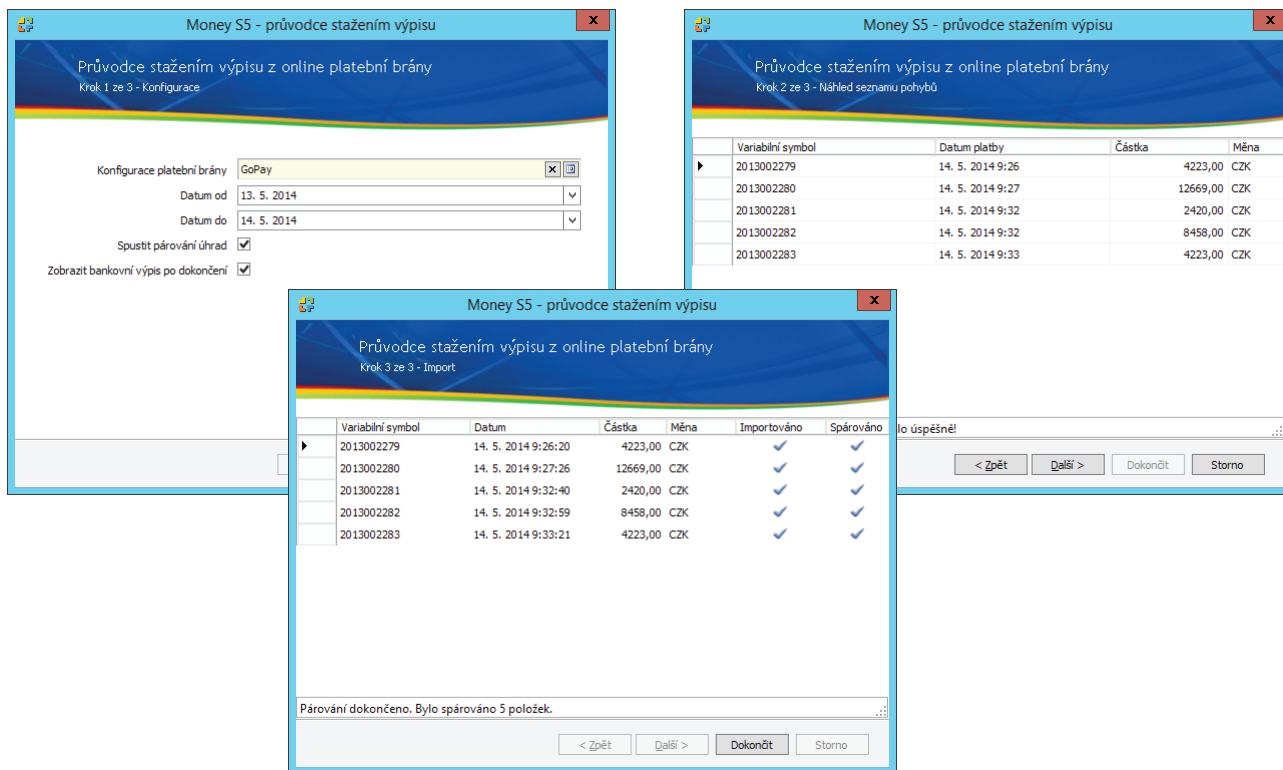 Money S5 - průvodce stažením výpisu
Průvodce stažením výpisu z online platební brány
Krok 1 ze 3 - Konfigurace
Konfigurace platební brány GoPay
Datum od 13. 5. 2014
Datum do 14. 5. 2014
Spustit párování úhrad
Zobrazit bankovní výpis po dokončení
Money S5 - průvodce stažením výpisu
Průvodce stažením výpisu z online platební brány
Krok 2 ze 3 - Náhled seznamu pohybů
Variabilní symbol Datum platby Částka Měna
2013002279 14. 5. 2014 9:26 4223,00 CZK
2013002280 14. 5. 2014 9:27 12669,00 CZK
2013002281 14. 5. 2014 9:32 2420,00 CZK
2013002282 14. 5. 2014 9:32 8458,00 CZK
2013002283 14. 5. 2014 9:33 4223,00 CZK
lo úspěšně!
< Zpět Další > Dokončit Storno
Money S5 - průvodce stažením výpisu
Průvodce stažením výpisu z online platební brány
Krok 3 ze 3 - Import
Variabilní symbol Datum Částka Měna Importováno Spárováno
2013002279 14. 5. 2014 9:26:20 4223,00 CZK
2013002280 14. 5. 2014 9:27:26 12669,00 CZK
2013002281 14. 5. 2014 9:32:40 2420,00 CZK
2013002282 14. 5. 2014 9:32:59 8458,00 CZK
2013002283 14. 5. 2014 9:33:21 4223,00 CZK
Párování dokončeno. Bylo spárováno 5 položek.
< Zpět Další > Dokončit Storno